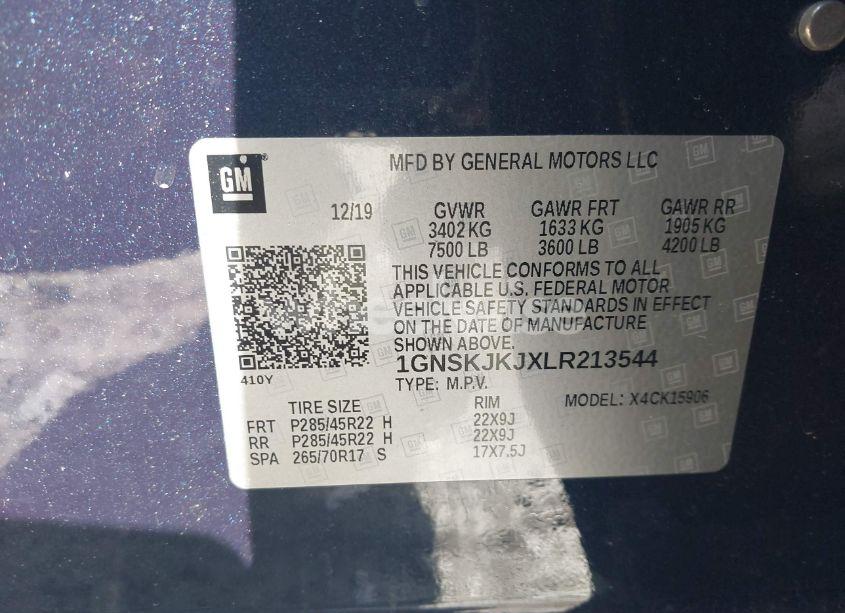 GM
MFD BY GENERAL MOTORS LLC
12/19 GVWR GAWR FRT GAWR RR
3402 KG 1633 KG 1905 KG
7500 LB 3600 LB 4200 LB
THIS VEHICLE CONFORMS TO ALL
APPLICABLE U.S. FEDERAL MOTOR
VEHICLE SAFETY STANDARDS IN EFFECT
ON THE DATE OF MANUFACTURE
SHOWN ABOVE.
1GNSKJKJXLR213544
410Y
TYPE: M.P.V.
MODEL: X4CK15906
TIRE SIZE RIM
FRT P285/45R22 H 22X9J
RR P285/45R22 H 22X9J
SPA 265/70R17 S 17X7.5J